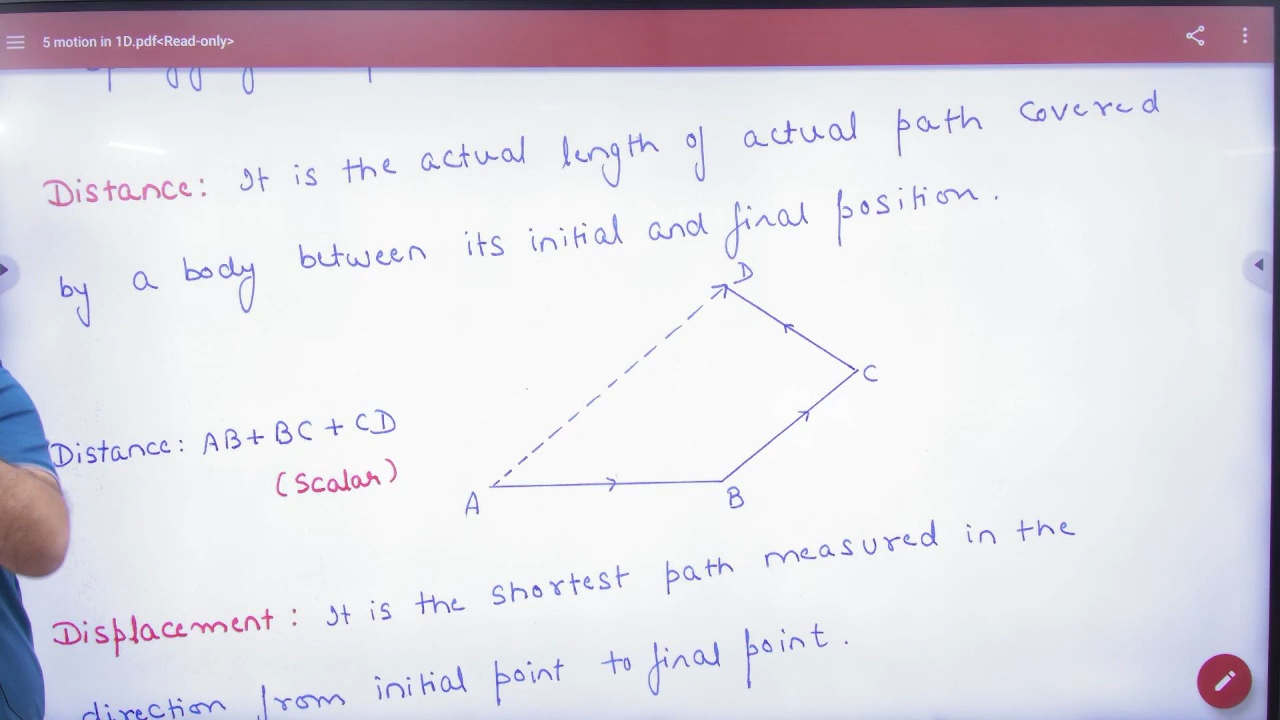 5 motion in 1D.pdf<Read-only>
Distance: It is the actual length of actual path covered
by a body between its initial and final position.
D
C
Distance: AB + BC + CD
(Scalar)
A
B
Displacement: It is the shortest path measured in the
direction from initial point to final point.